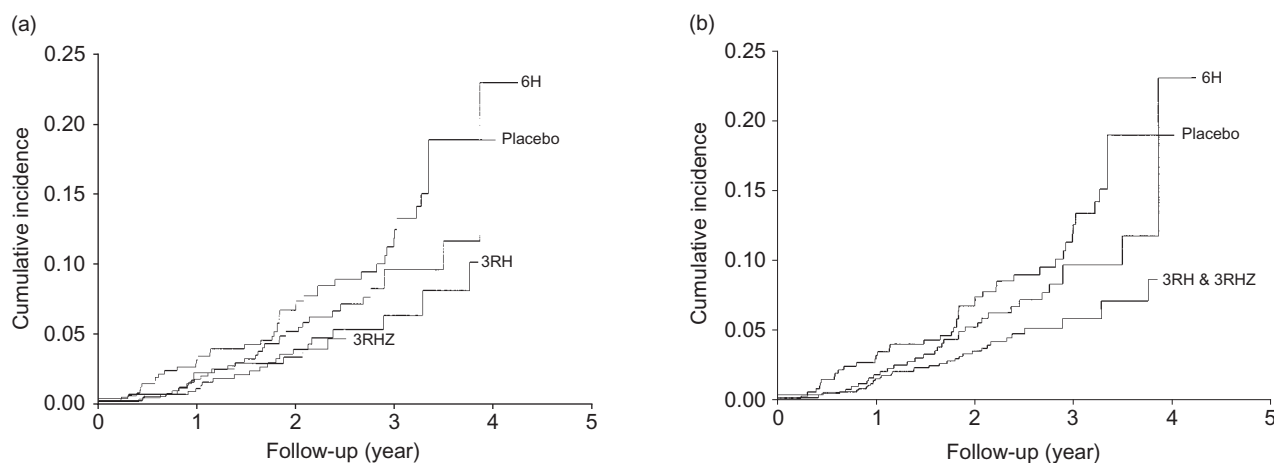 (a)
0.25
0.20
0.15
0.10
0.05
0.00
Cumulative incidence
0 1 2 3 4 5
Follow-up (year)
6H
Placebo
3RH
3RHZ
(b)
0.25
0.20
0.15
0.10
0.05
0.00
Cumulative incidence
0 1 2 3 4 5
Follow-up (year)
6H
Placebo
3RH & 3RHZ